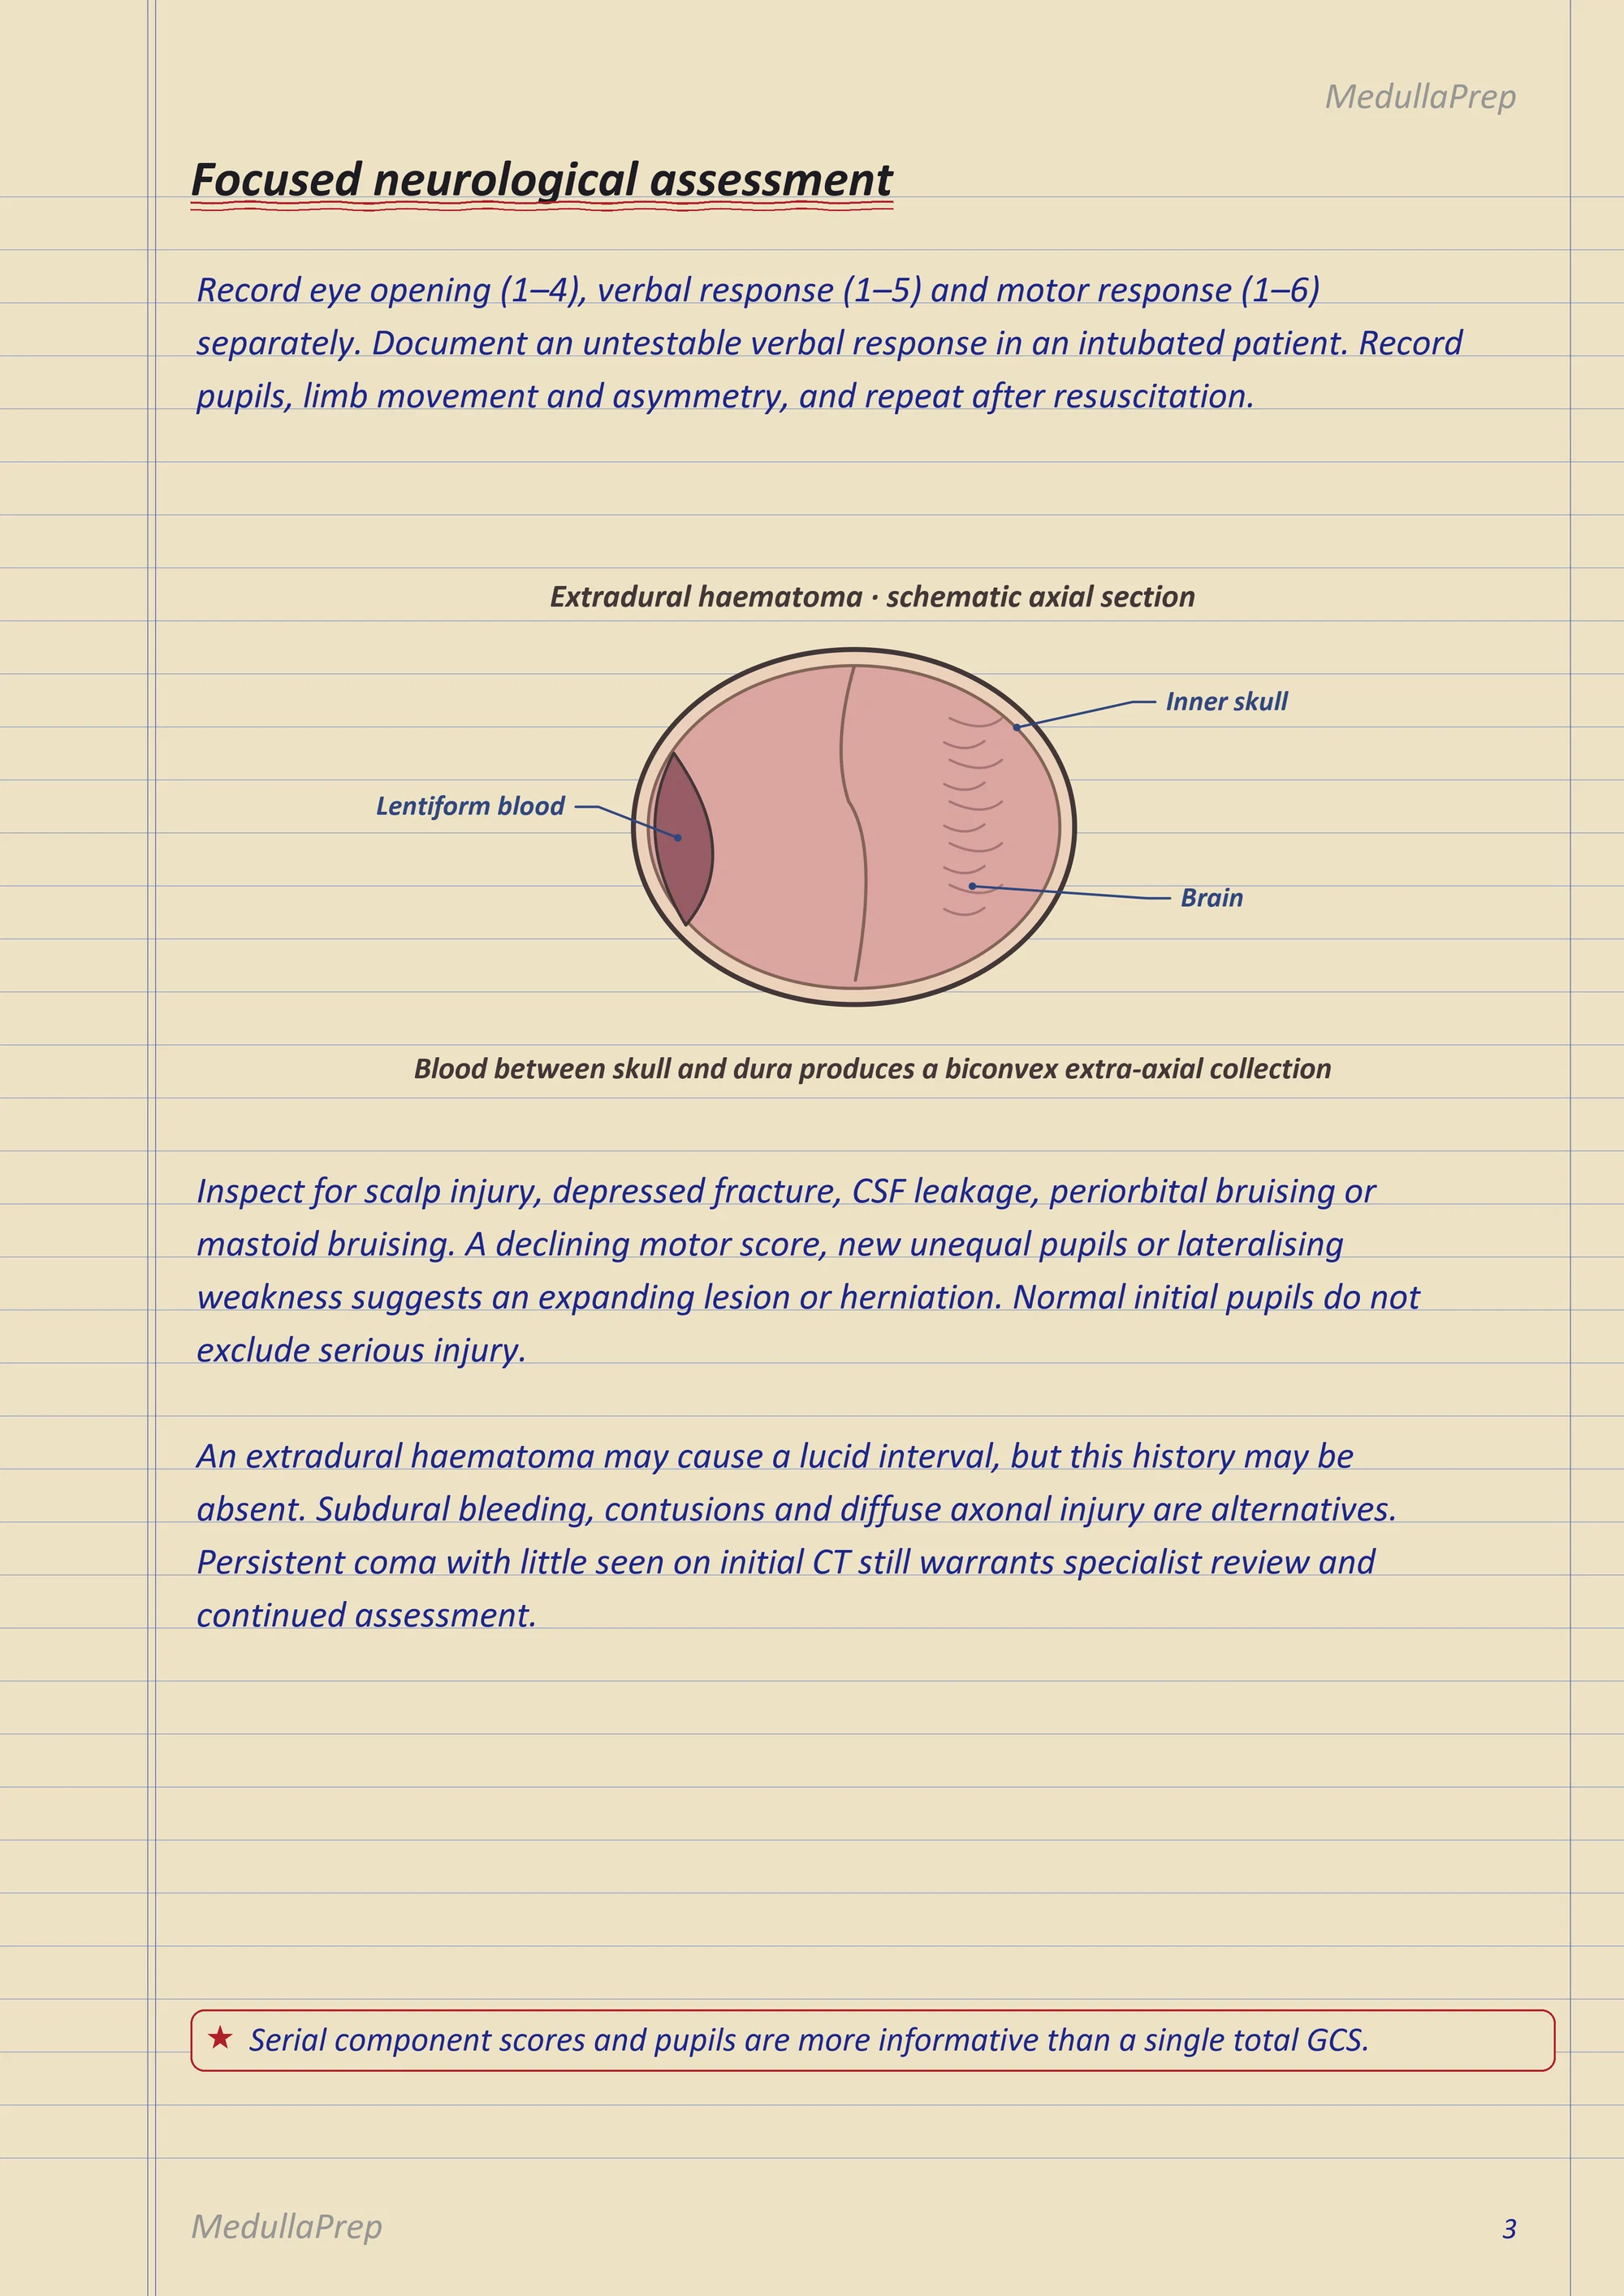 MedullaPrep
Focused neurological assessment
Record eye opening (1–4), verbal response (1–5) and motor response (1–6)
separately. Document an untestable verbal response in an intubated patient. Record
pupils, limb movement and asymmetry, and repeat after resuscitation.
Extradural haematoma · schematic axial section
Inner skull
Lentiform blood
Brain
Blood between skull and dura produces a biconvex extra-axial collection
Inspect for scalp injury, depressed fracture, CSF leakage, periorbital bruising or
mastoid bruising. A declining motor score, new unequal pupils or lateralising
weakness suggests an expanding lesion or herniation. Normal initial pupils do not
exclude serious injury.
An extradural haematoma may cause a lucid interval, but this history may be
absent. Subdural bleeding, contusions and diffuse axonal injury are alternatives.
Persistent coma with little seen on initial CT still warrants specialist review and
continued assessment.
★ Serial component scores and pupils are more informative than a single total GCS.
MedullaPrep
3